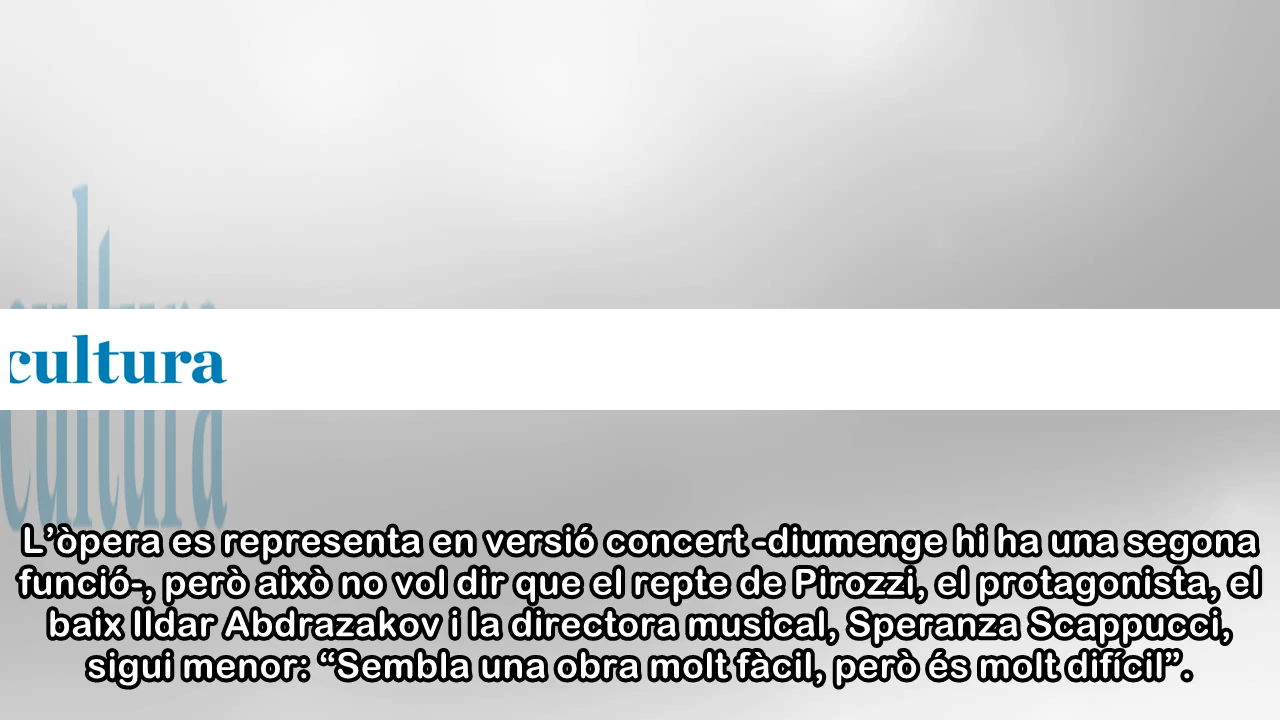 cultura
cultura
cultura
L’òpera es representa en versió concert -diumenge hi ha una segona
funció-, però això no vol dir que el repte de Pirozzi, el protagonista, el
baix Ildar Abdrazakov i la directora musical, Speranza Scappucci,
sigui menor: “Sembla una obra molt fàcil, però és molt difícil”.